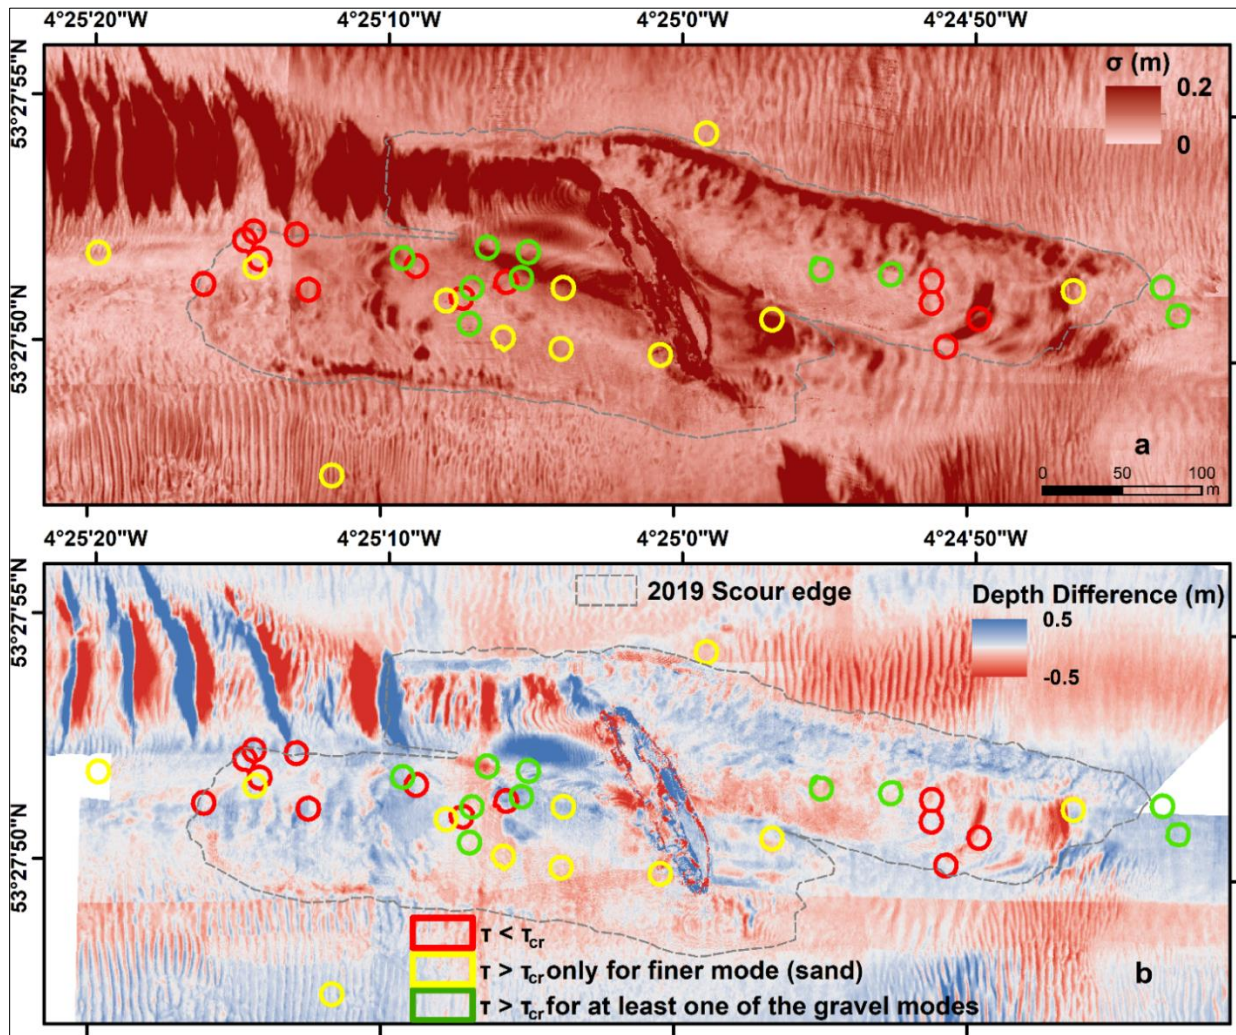 4°25'20"W 4°25'10"W 4°25'0"W 4°24'50"W
53°27'55"N
53°27'50"N
σ (m)
0.2
0
a
0 50 100
m
4°25'20"W 4°25'10"W 4°25'0"W 4°24'50"W
53°27'55"N
53°27'50"N
2019 Scour edge
Depth Difference (m)
0.5
-0.5
τ < τcr
τ > τcr only for finer mode (sand)
τ > τcr for at least one of the gravel modes
b